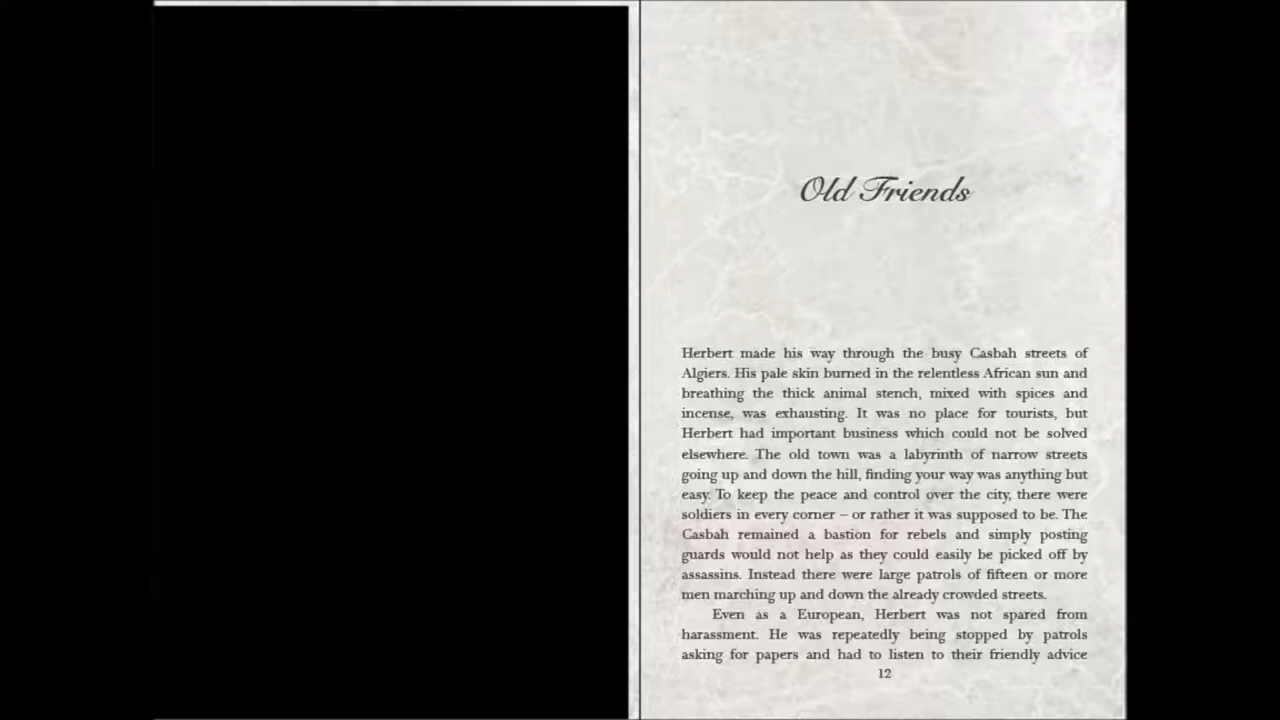 Old Friends
Herbert made his way through the busy Casbah streets of
Algiers. His pale skin burned in the relentless African sun and
breathing the thick animal stench, mixed with spices and
incense, was exhausting. It was no place for tourists, but
Herbert had important business which could not be solved
elsewhere. The old town was a labyrinth of narrow streets
going up and down the hill, finding your way was anything but
easy. To keep the peace and control over the city, there were
soldiers in every corner – or rather it was supposed to be. The
Casbah remained a bastion for rebels and simply posting
guards would not help as they could easily be picked off by
assassins. Instead there were large patrols of fifteen or more
men marching up and down the already crowded streets.
Even as a European, Herbert was not spared from
harassment. He was repeatedly being stopped by patrols
asking for papers and had to listen to their friendly advice
12